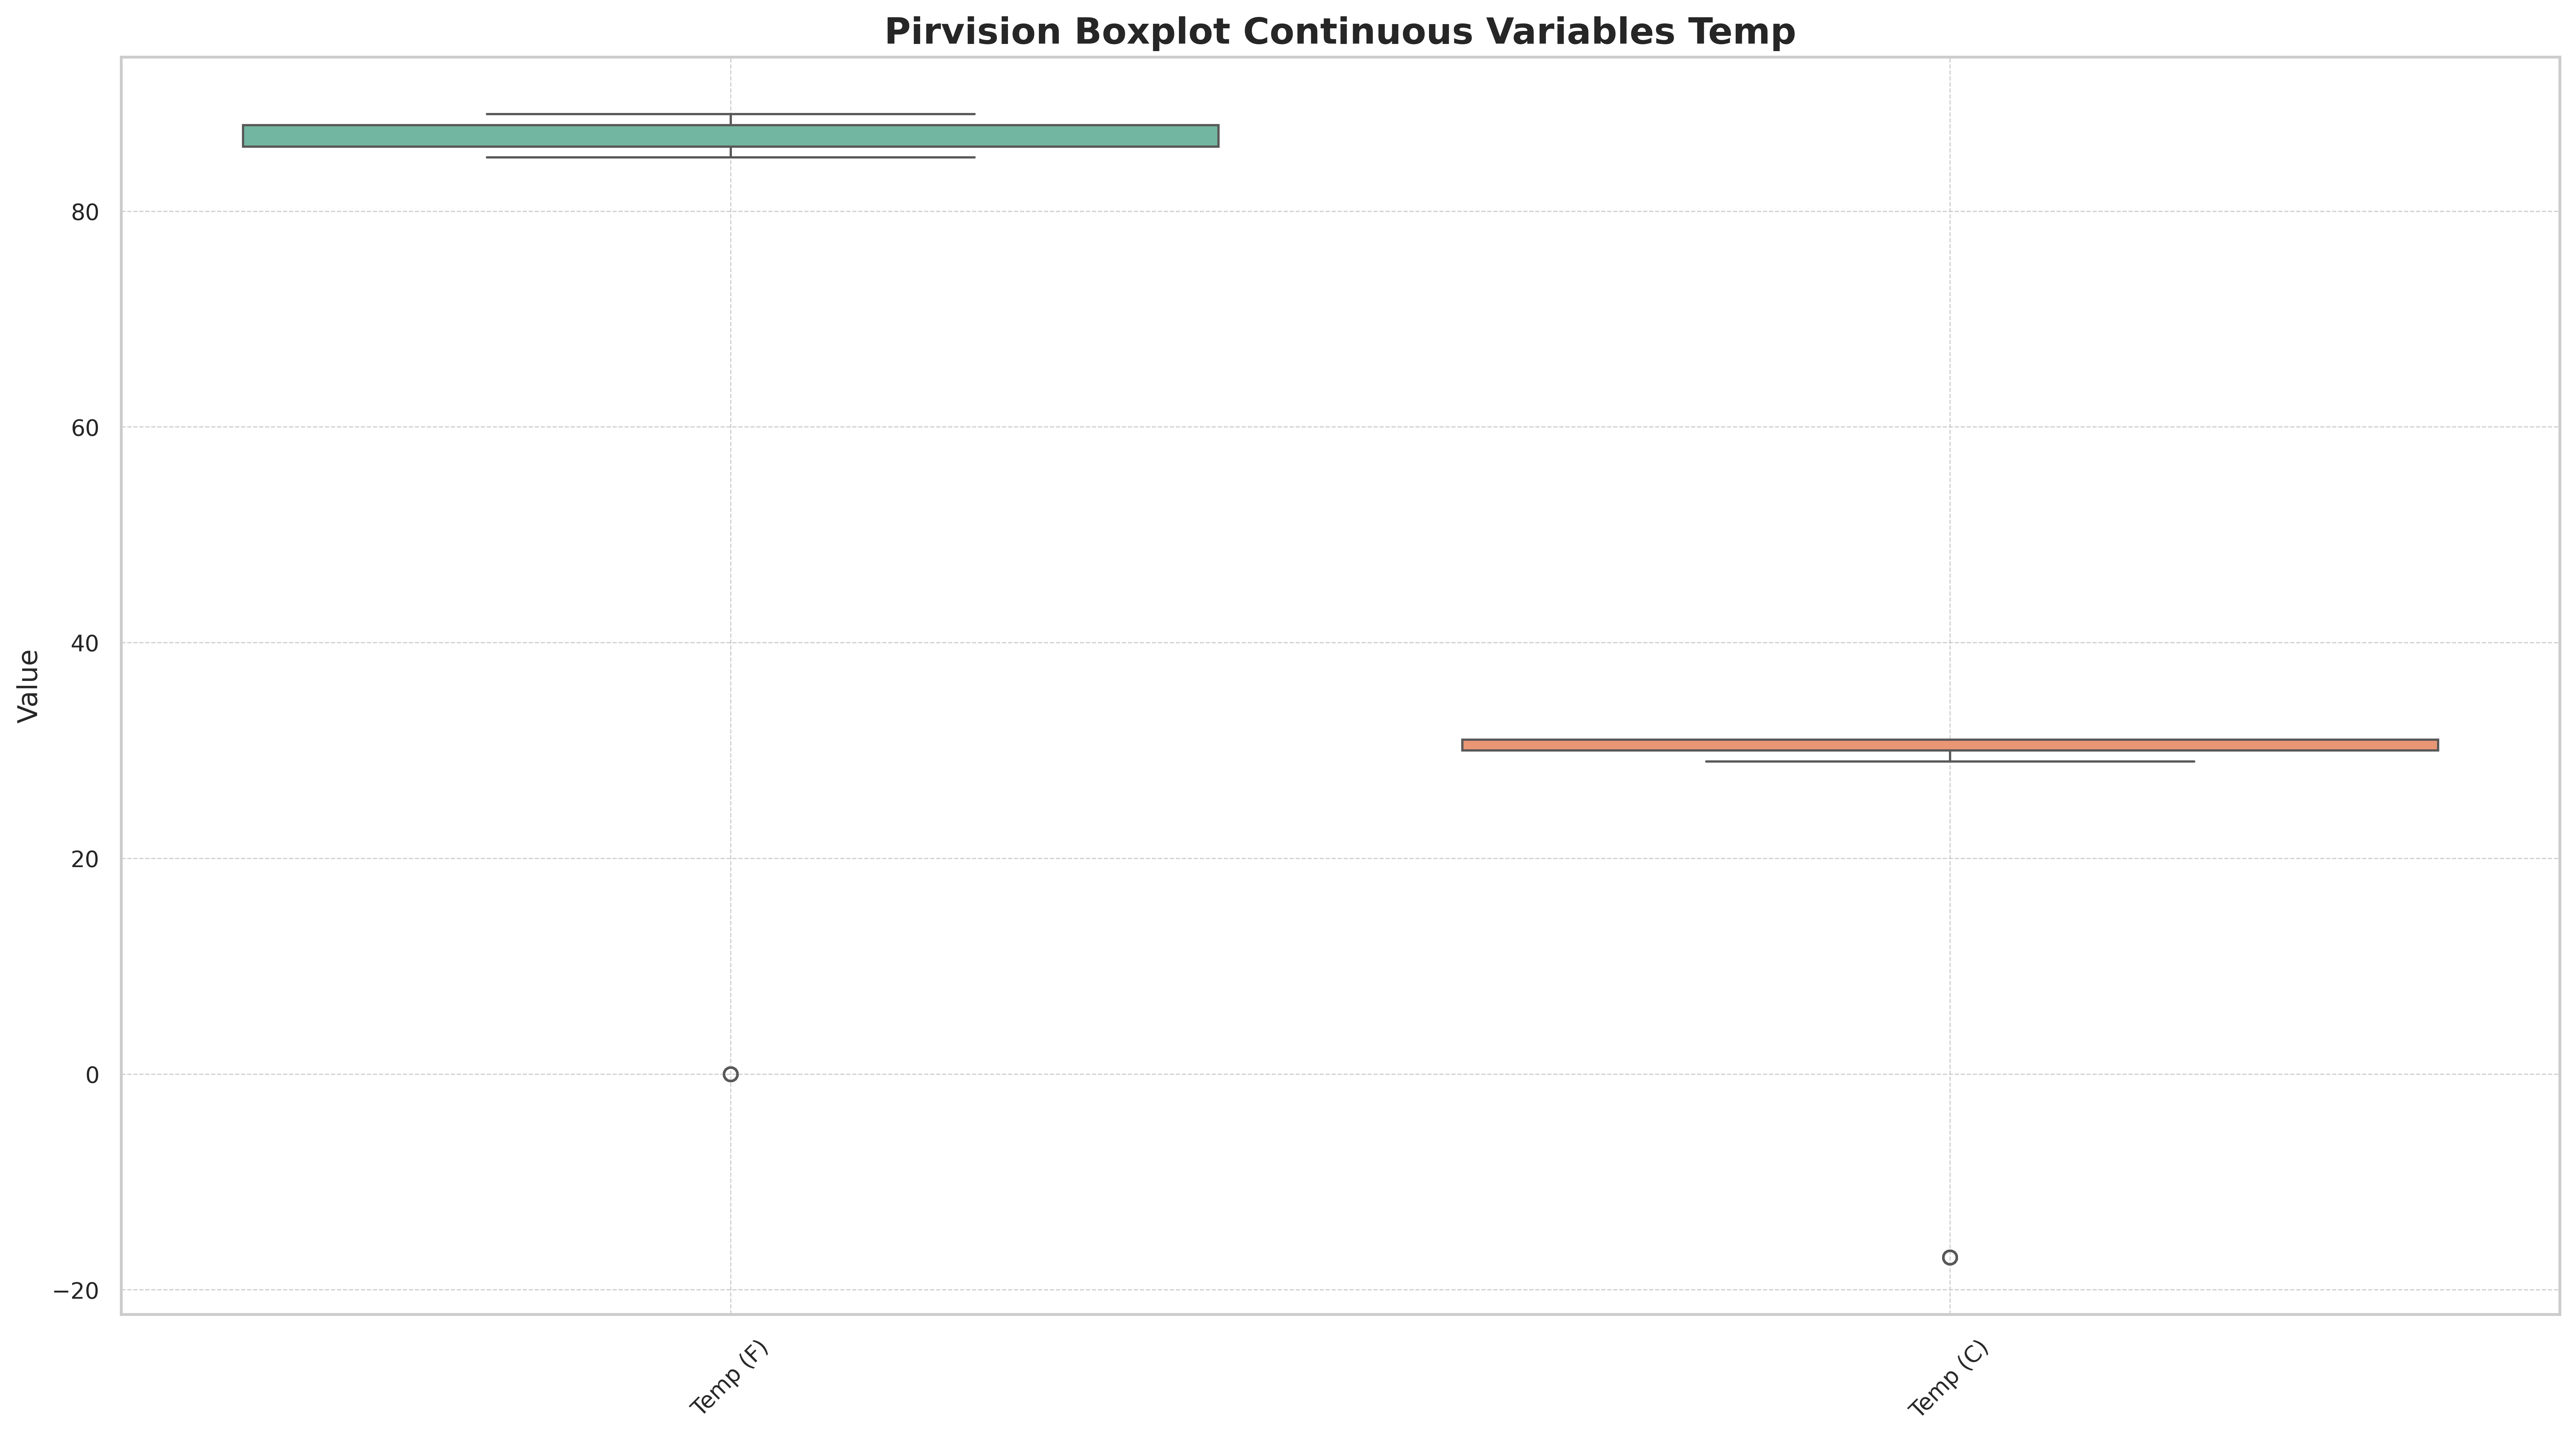 Pirvision Boxplot Continuous Variables Temp
Value
80
60
40
20
0
−20
Temp (F)
Temp (C)